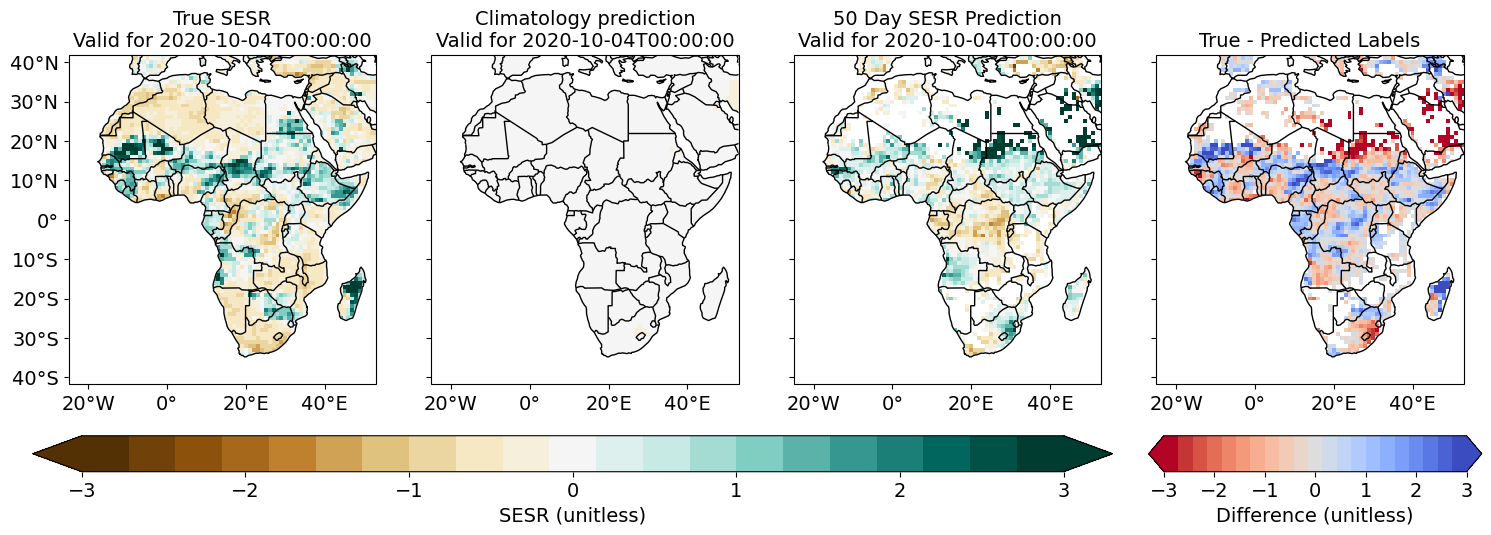 True SESR
Valid for 2020-10-04T00:00:00
Climatology prediction
Valid for 2020-10-04T00:00:00
50 Day SESR Prediction
Valid for 2020-10-04T00:00:00
True - Predicted Labels
40°N
30°N
20°N
10°N
0°
10°S
20°S
30°S
40°S
20°W 0° 20°E 40°E
20°W 0° 20°E 40°E
20°W 0° 20°E 40°E
20°W 0° 20°E 40°E
−3 −2 −1 0 1 2 3
SESR (unitless)
−3 −2 −1 0 1 2 3
Difference (unitless)